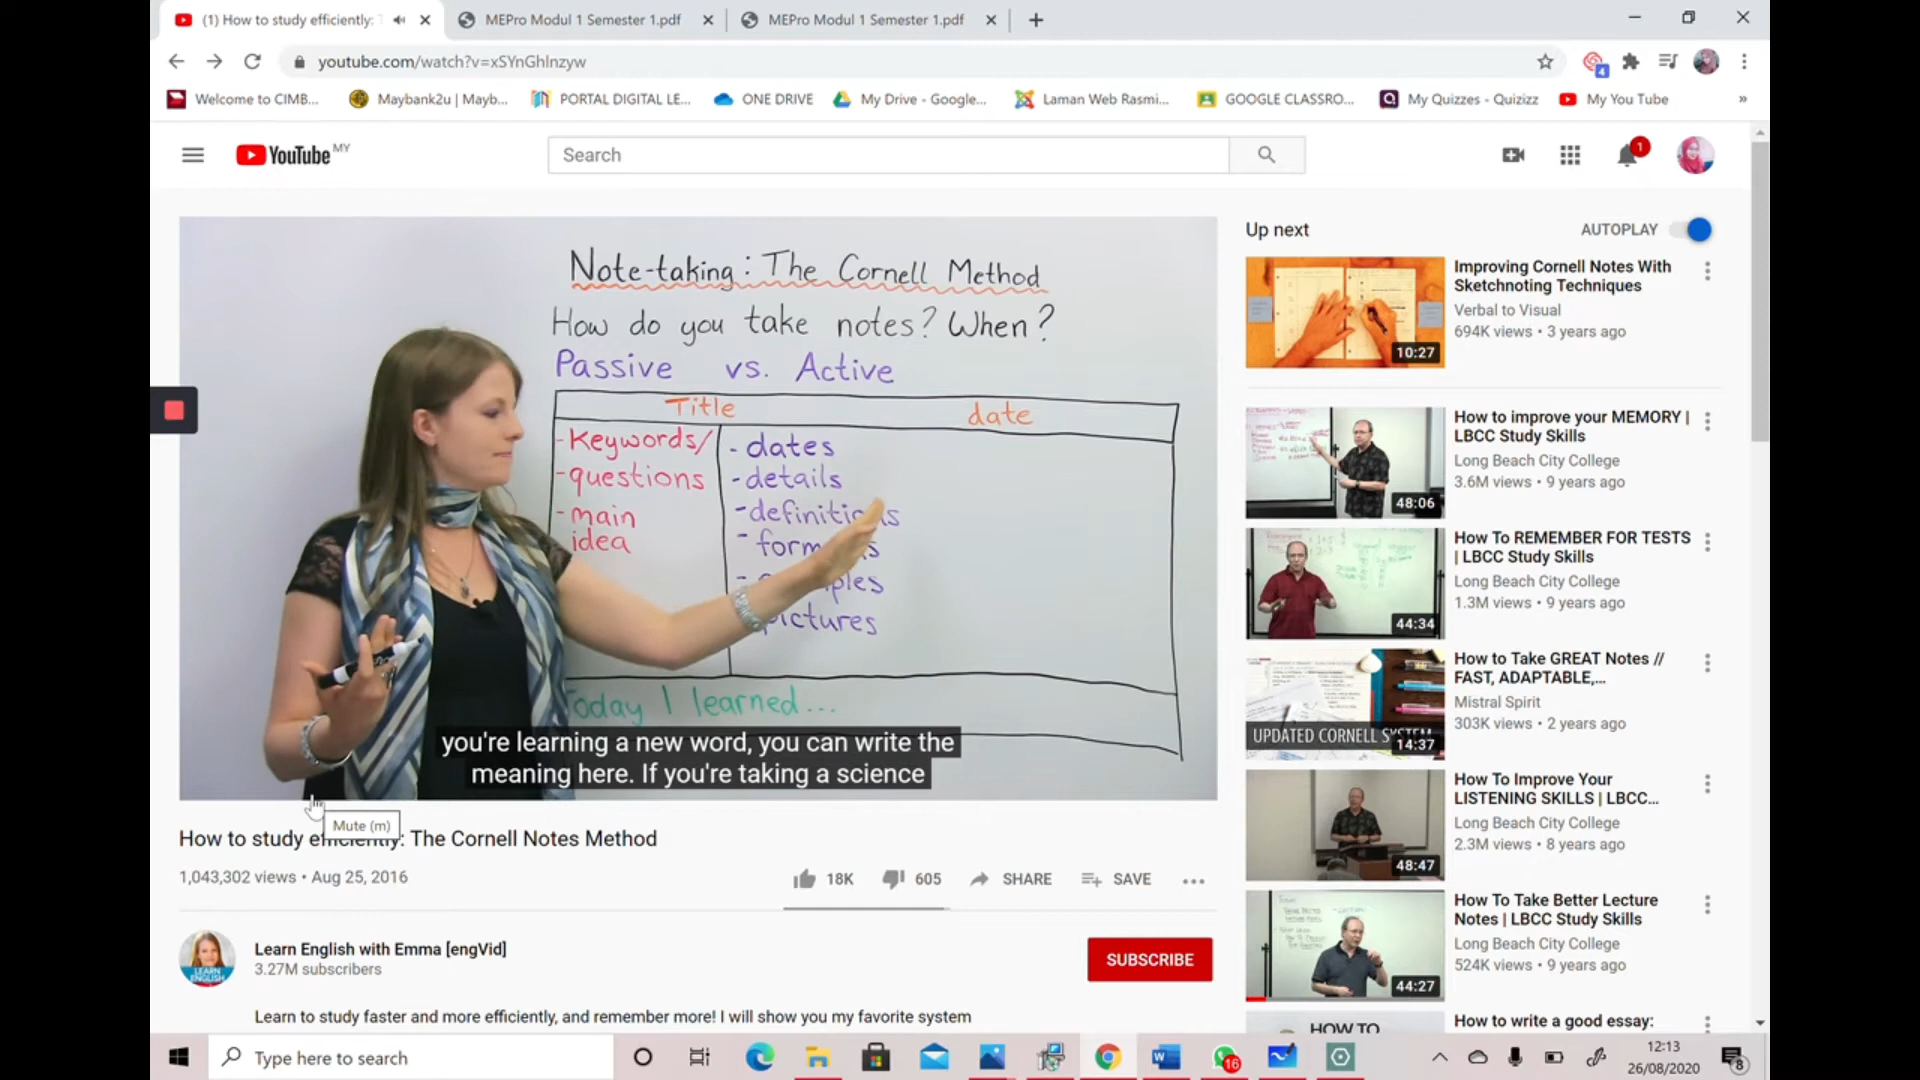 (1) How to study efficiently:
MEPro Modul 1 Semester 1.pdf
MEPro Modul 1 Semester 1.pdf
youtube.com/watch?v=xSYnGhlnzyw
4
Welcome to CIMB...
Maybank2u | Mayb...
PORTAL DIGITAL LE...
ONE DRIVE
My Drive - Google...
Laman Web Rasmi...
GOOGLE CLASSRO...
My Quizzes - Quizizz
My You Tube
»
YouTube MY
Search
1
Note-taking: The Cornell Method
How do you take notes? When?
Passive vs. Active
Title date
-Keywords/
-questions
-main
idea
- dates
-details
-definitions
pictures
Today I learned...
you're learning a new word, you can write the
meaning here. If you're taking a science
Mute (m)
How to study efficiently: The Cornell Notes Method
1,043,302 views • Aug 25, 2016
18K
605
SHARE
SAVE
LEARN
ENGLISH
Learn English with Emma [engVid]
3.27M subscribers
SUBSCRIBE
Learn to study faster and more efficiently, and remember more! I will show you my favorite system
Up next
AUTOPLAY
10:27
Improving Cornell Notes With
Sketchnoting Techniques
Verbal to Visual
694K views • 3 years ago
48:06
How to improve your MEMORY |
LBCC Study Skills
Long Beach City College
3.6M views • 9 years ago
44:34
How To REMEMBER FOR TESTS
| LBCC Study Skills
Long Beach City College
1.3M views • 9 years ago
UPDATED CORNELL
14:37
How to Take GREAT Notes //
FAST, ADAPTABLE,...
Mistral Spirit
303K views • 2 years ago
48:47
How To Improve Your
LISTENING SKILLS | LBCC...
Long Beach City College
2.3M views • 8 years ago
44:27
How To Take Better Lecture
Notes | LBCC Study Skills
Long Beach City College
524K views • 9 years ago
HOW TO
How to write a good essay:
Type here to search
16
12:13
26/08/2020
8